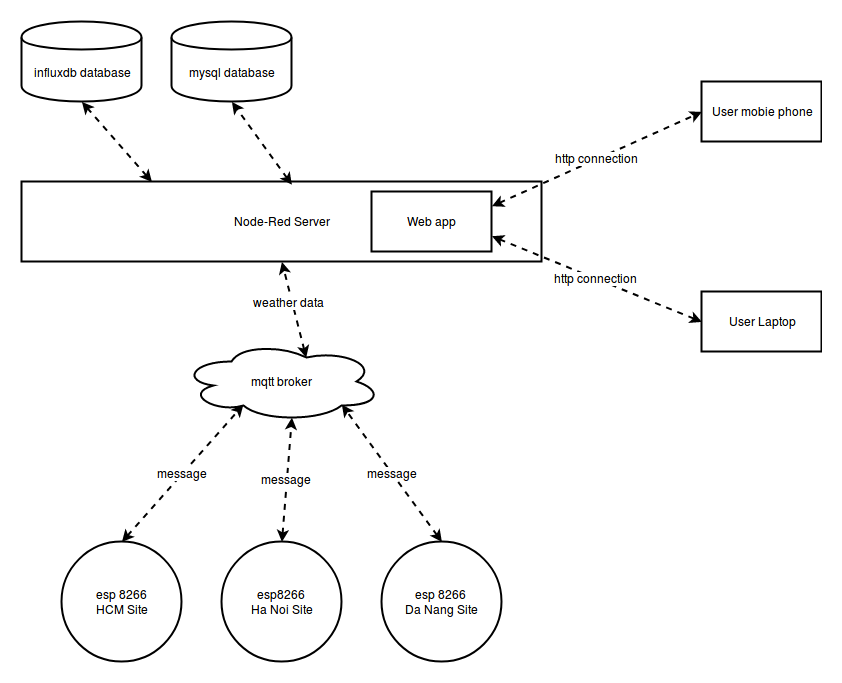 influxdb database
mysql database
User mobie phone
http connection
Node-Red Server
Web app
http connection
weather data
User Laptop
mqtt broker
message
message
message
esp 8266
HCM Site
esp8266
Ha Noi Site
esp 8266
Da Nang Site